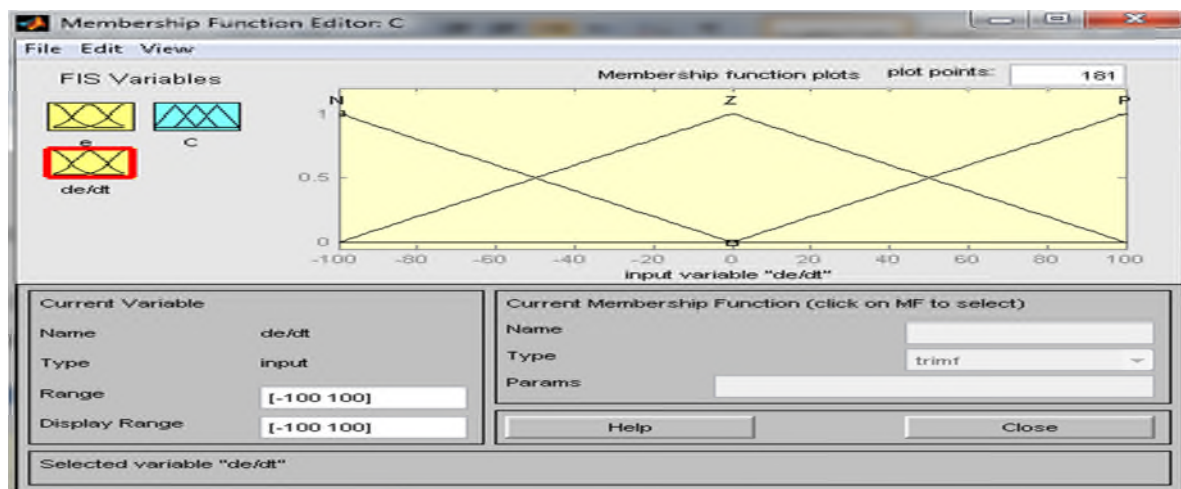 Membership Function Editor: C
File Edit View
FIS Variables
Membership function plots plot points: 181
e
C
de/dt
N Z P
1
0.5
0
-100 -80 -60 -40 -20 0 20 40 60 80 100
input variable "de/dt"
Current Variable
Name de/dt
Type input
Range [-100 100]
Display Range [-100 100]
Current Membership Function (click on MF to select)
Name
Type trimf
Params
Help Close
Selected variable "de/dt"